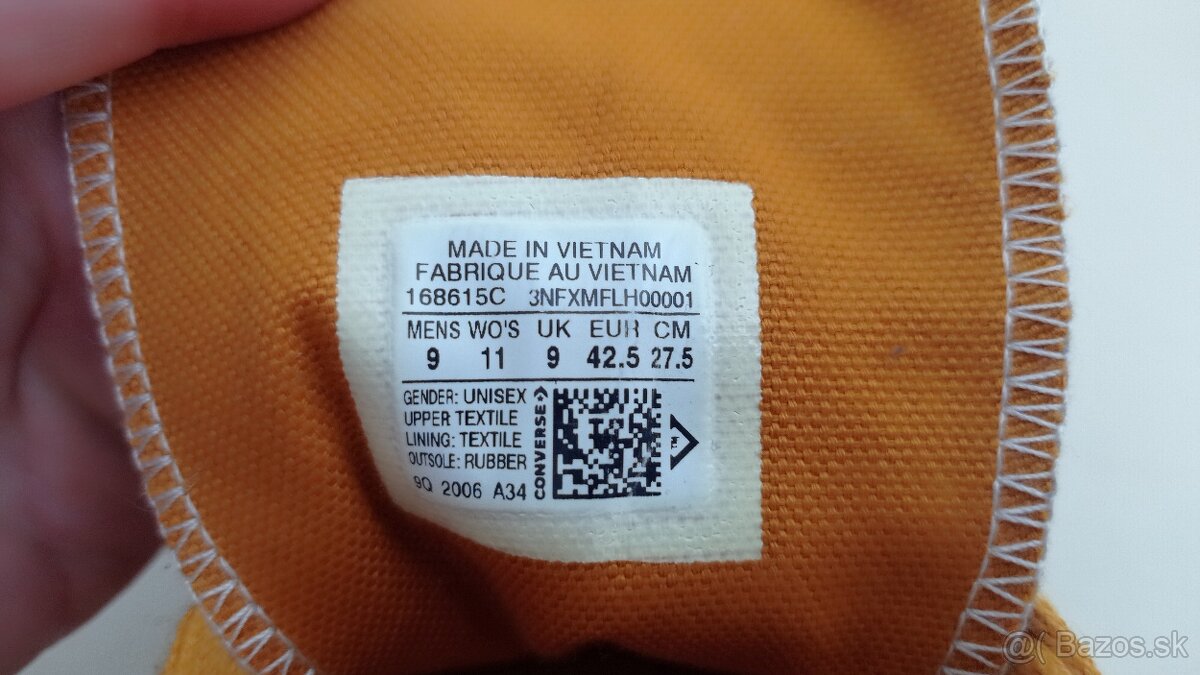 MADE IN VIETNAM
FABRIQUE AU VIETNAM
168615C 3NFXMFLH00001
MENS WO'S UK EUR CM
9 11 9 42.5 27.5
GENDER: UNISEX
UPPER TEXTILE
LINING: TEXTILE
OUTSOLE: RUBBER
9Q 2006 A34
CONVERSE
@( Bazos.sk